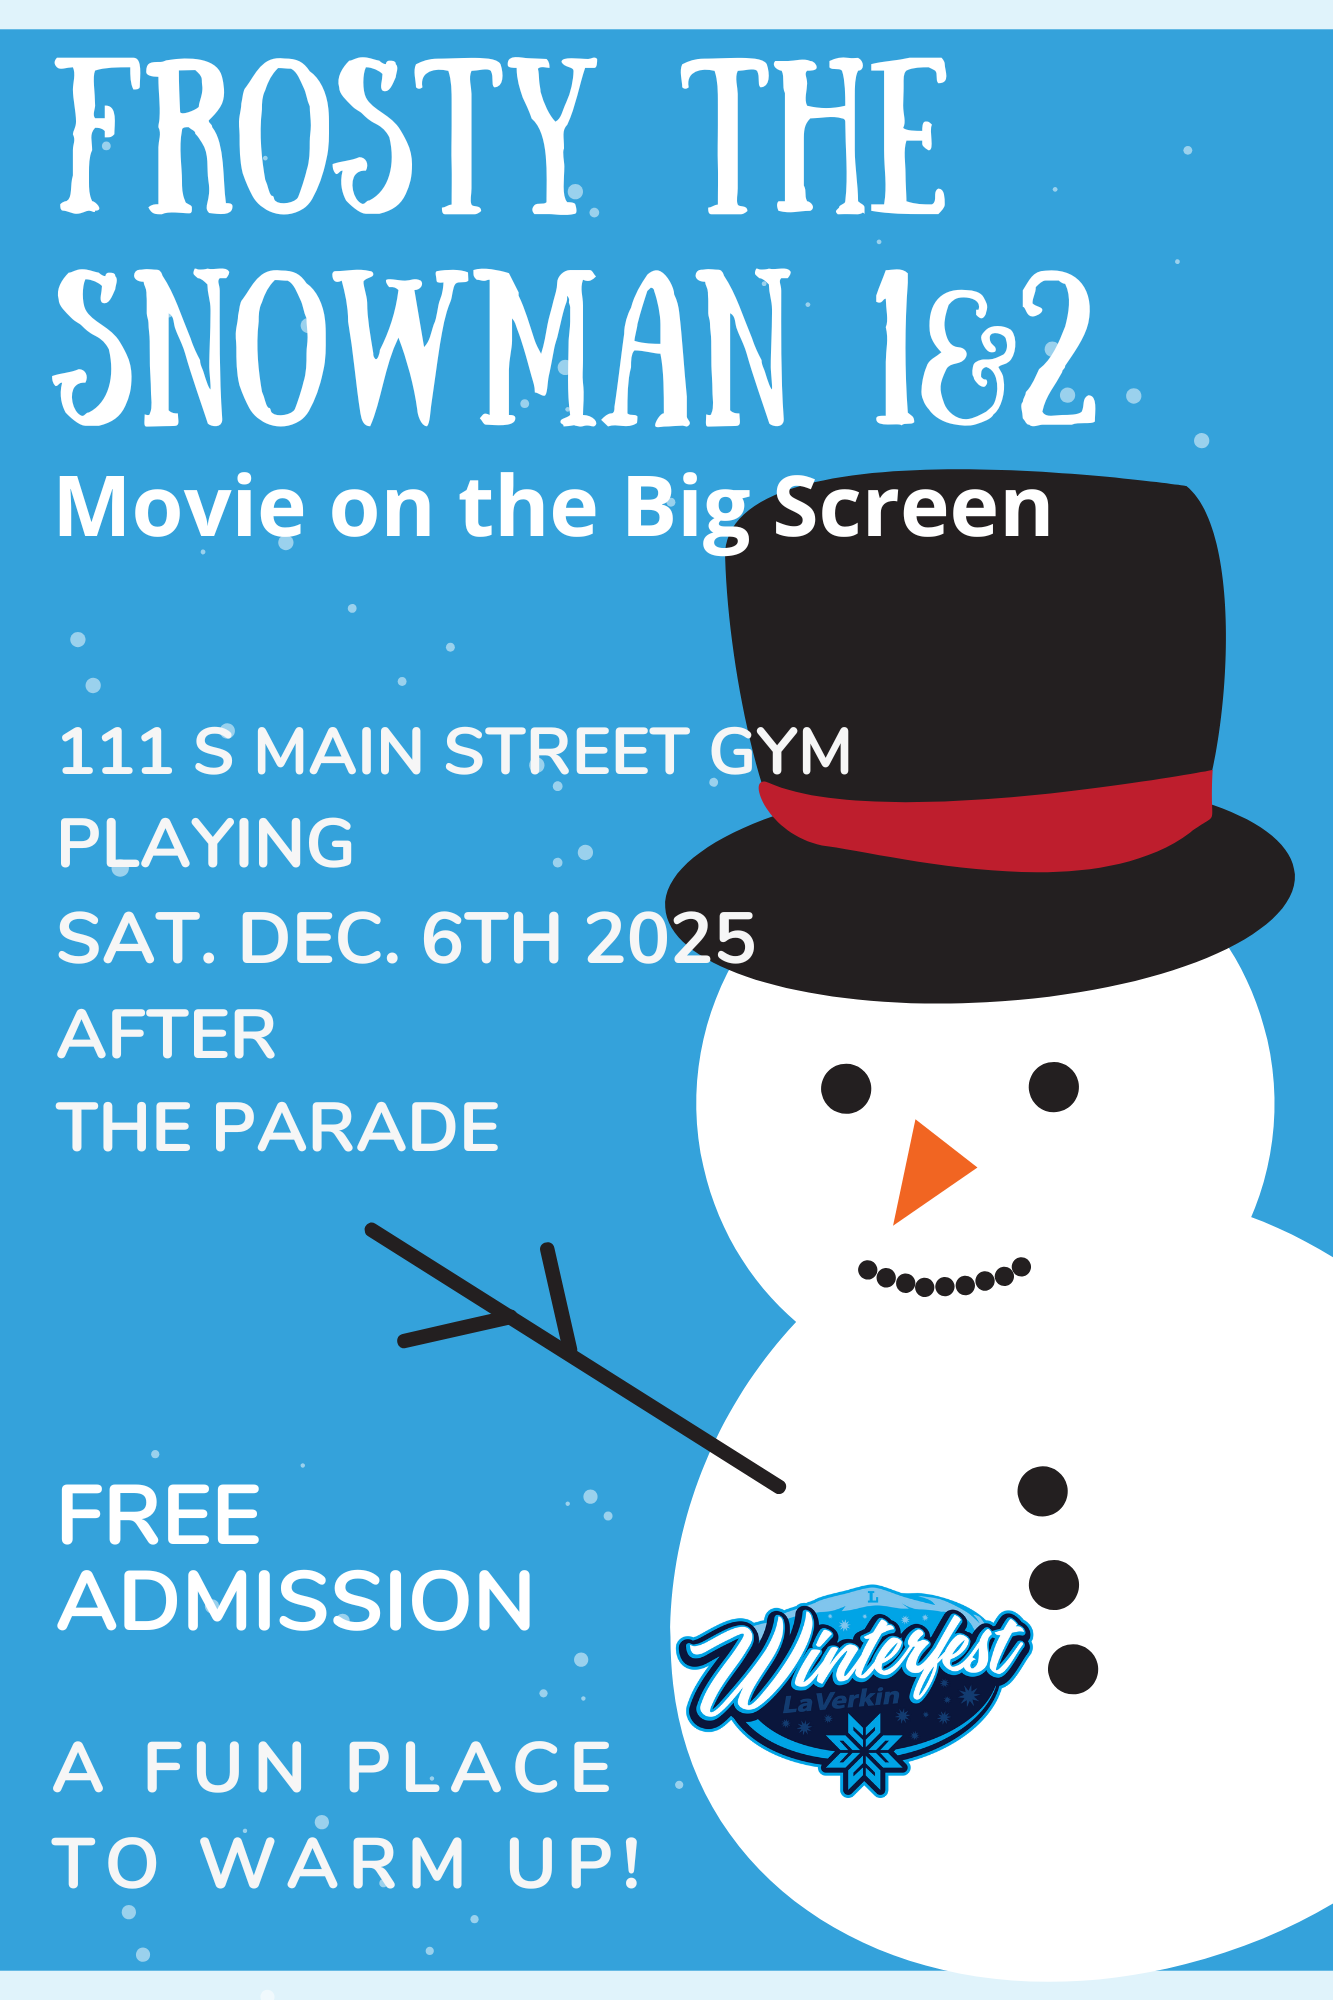 FROSTY THE
SNOWMAN 1&2
Movie on the Big Screen
111 S MAIN STREET GYM
PLAYING
SAT. DEC. 6TH 2025
AFTER
THE PARADE
FREE
ADMISSION
L
Winterfest
LaVerkin
A FUN PLACE
TO WARM UP!